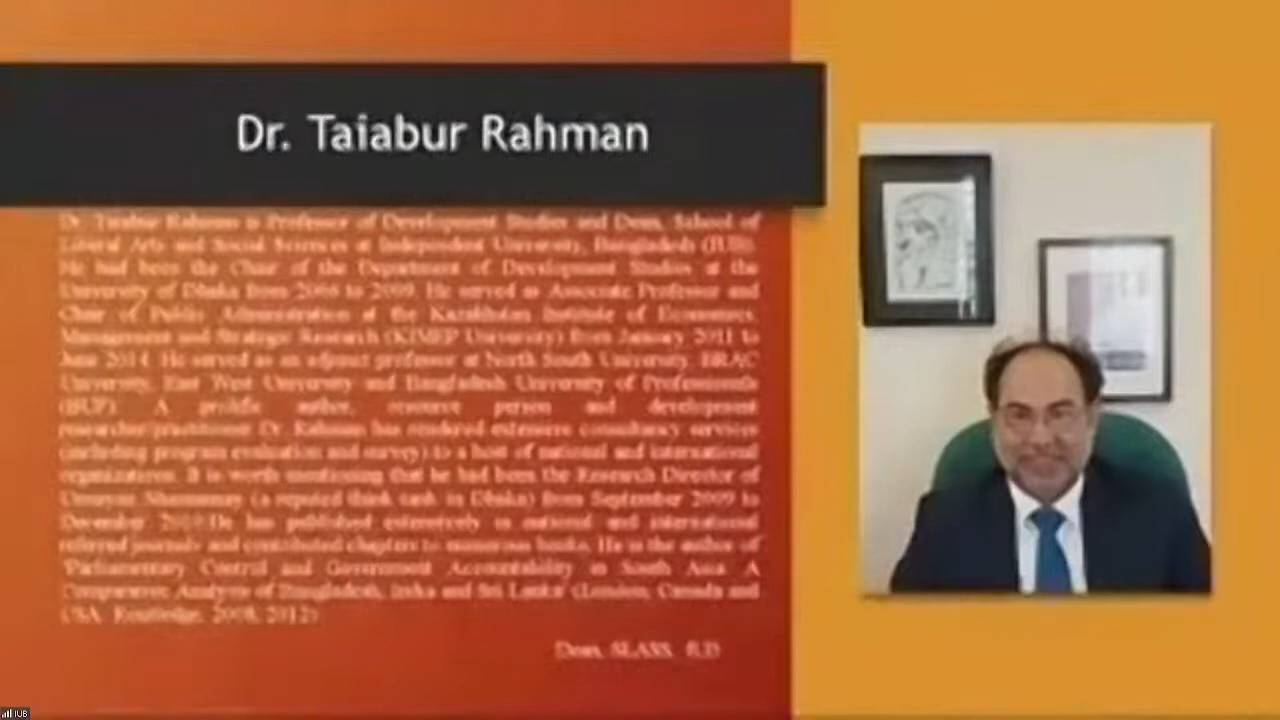 Dr. Taiabur Rahman
Dr. Taiabur Rahman is Professor of Development Studies and Dean, School of
Liberal Arts and Social Sciences at Independent University, Bangladesh (IUB).
He had been the Chair of the Department of Development Studies at the
University of Dhaka from 2006 to 2009. He served as Associate Professor and
Chair of Public Administration at the Kazakhstan Institute of Economics,
Management and Strategic Research (KIMEP University) from January 2011 to
June 2014. He served as an adjunct professor at North South University, BRAC
University, East West University and Bangladesh University of Professionals
(BUP). A prolific author, resource person and development
researcher/practitioner Dr. Rahman has rendered extensive consultancy services
(including program evaluation and survey) to a host of national and international
organizations. It is worth mentioning that he had been the Research Director of
Unnayan Shamannay (a reputed think tank in Dhaka) from September 2009 to
December He has published extensively in national and international
refereed journals and contributed chapters to numerous books. He is the author of
'Parliamentary Control and Government Accountability in South Asia: A
Comparative Analysis of Bangladesh, India and Sri Lanka' (London, Canada and
USA: Routledge, 2008, 2012)
Dean, SLASS, IUB
IUB